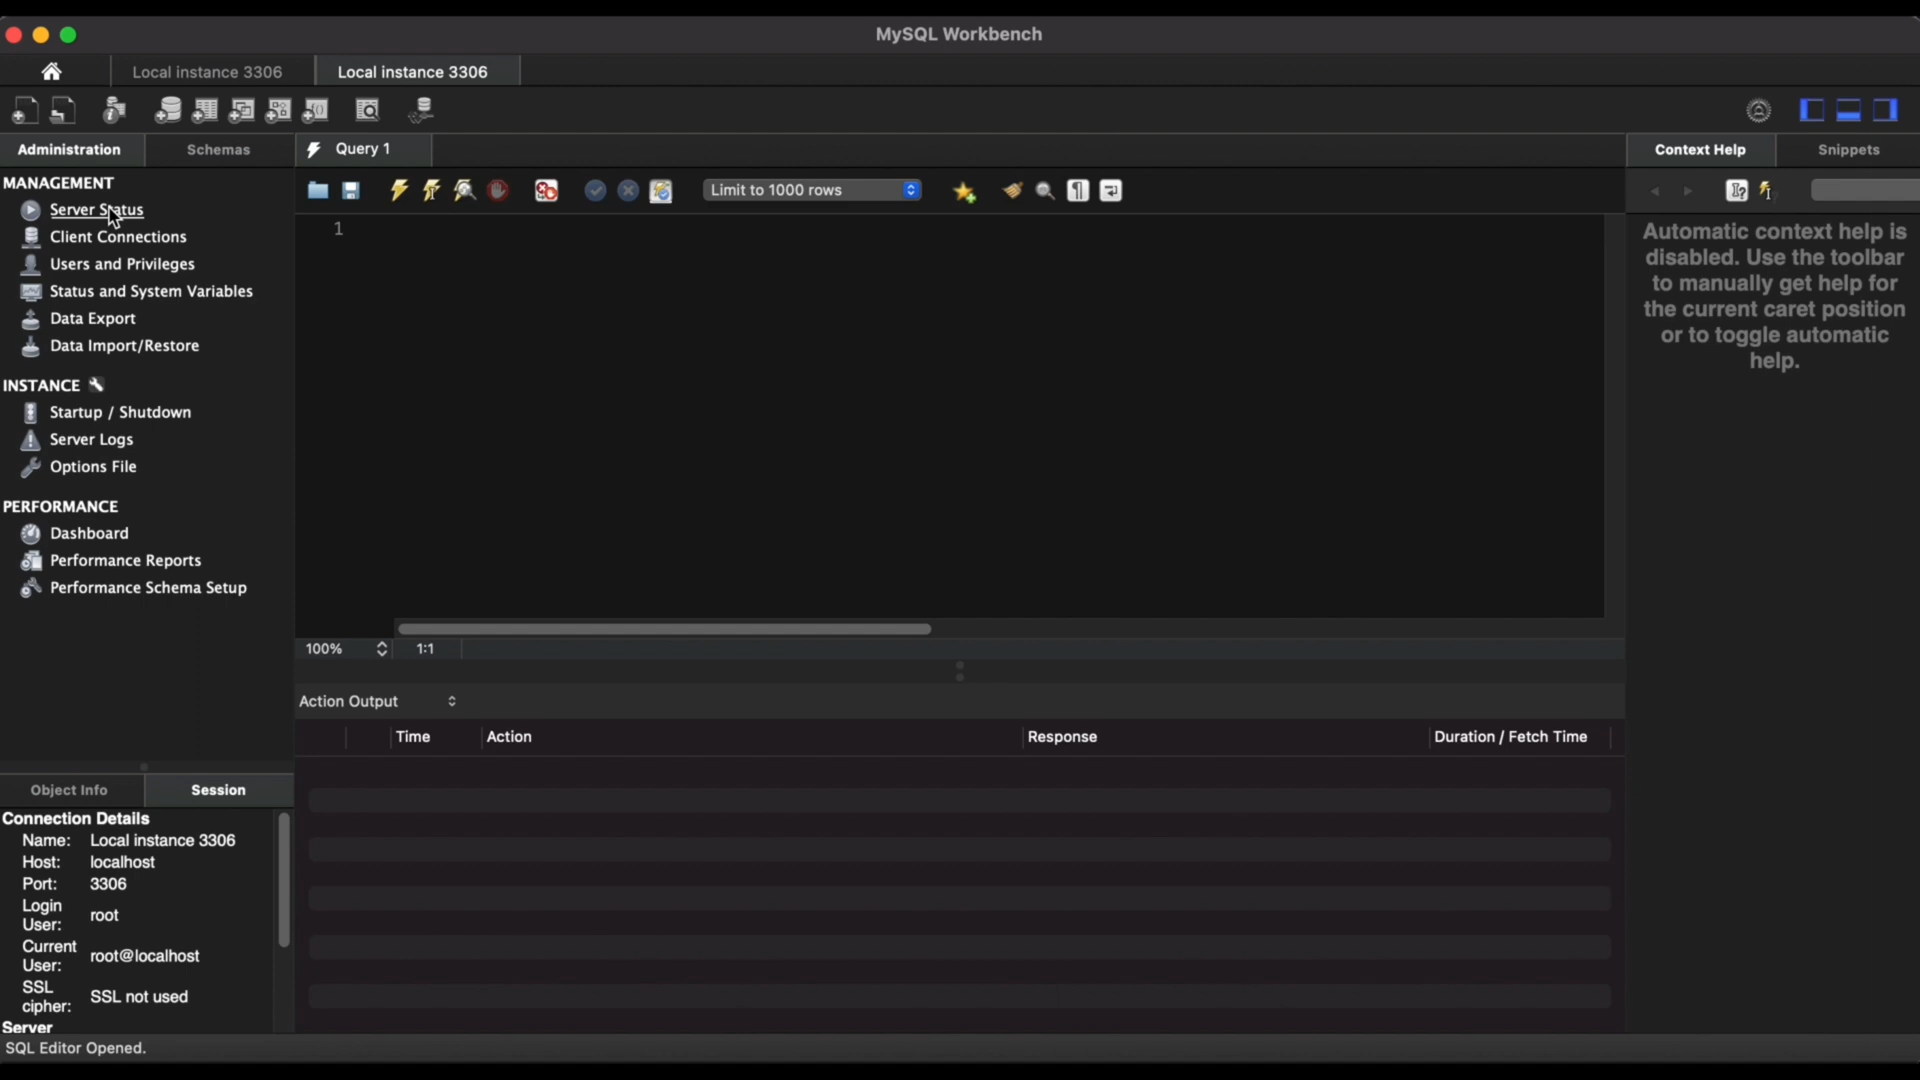 MySQL Workbench
Local instance 3306
Local instance 3306
Administration
Schemas
MANAGEMENT
Server Status
Client Connections
Users and Privileges
Status and System Variables
Data Export
Data Import/Restore
INSTANCE
Startup / Shutdown
Server Logs
Options File
PERFORMANCE
Dashboard
Performance Reports
Performance Schema Setup
Object Info
Session
Connection Details
Name: Local instance 3306
Host: localhost
Port: 3306
Login
User: root
Current
User: root@localhost
SSL
cipher: SSL not used
Server
SQL Editor Opened.
Query 1
Limit to 1000 rows
1
100%
1:1
Action Output
Time
Action
Response
Duration / Fetch Time
Context Help
Snippets
Automatic context help is
disabled. Use the toolbar
to manually get help for
the current caret position
or to toggle automatic
help.